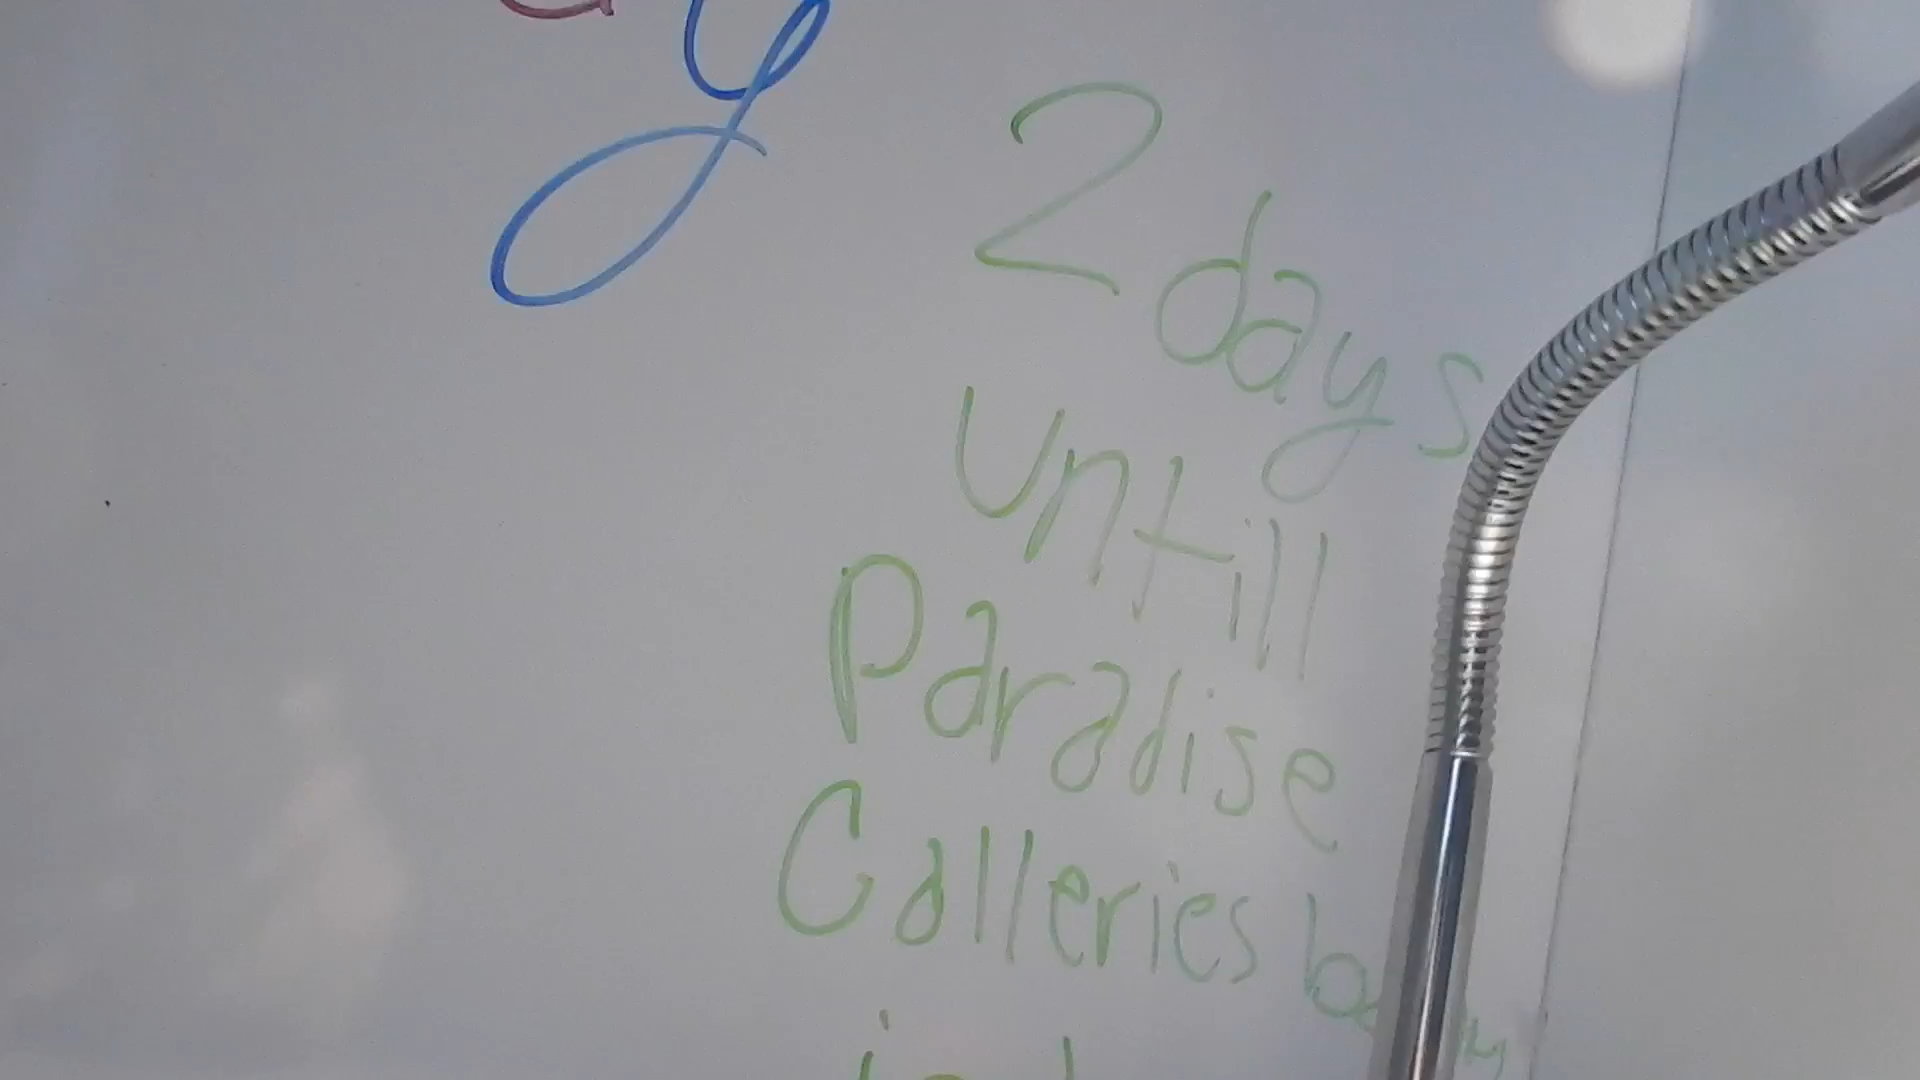 y
2 days
untill
Paradise
Galleries